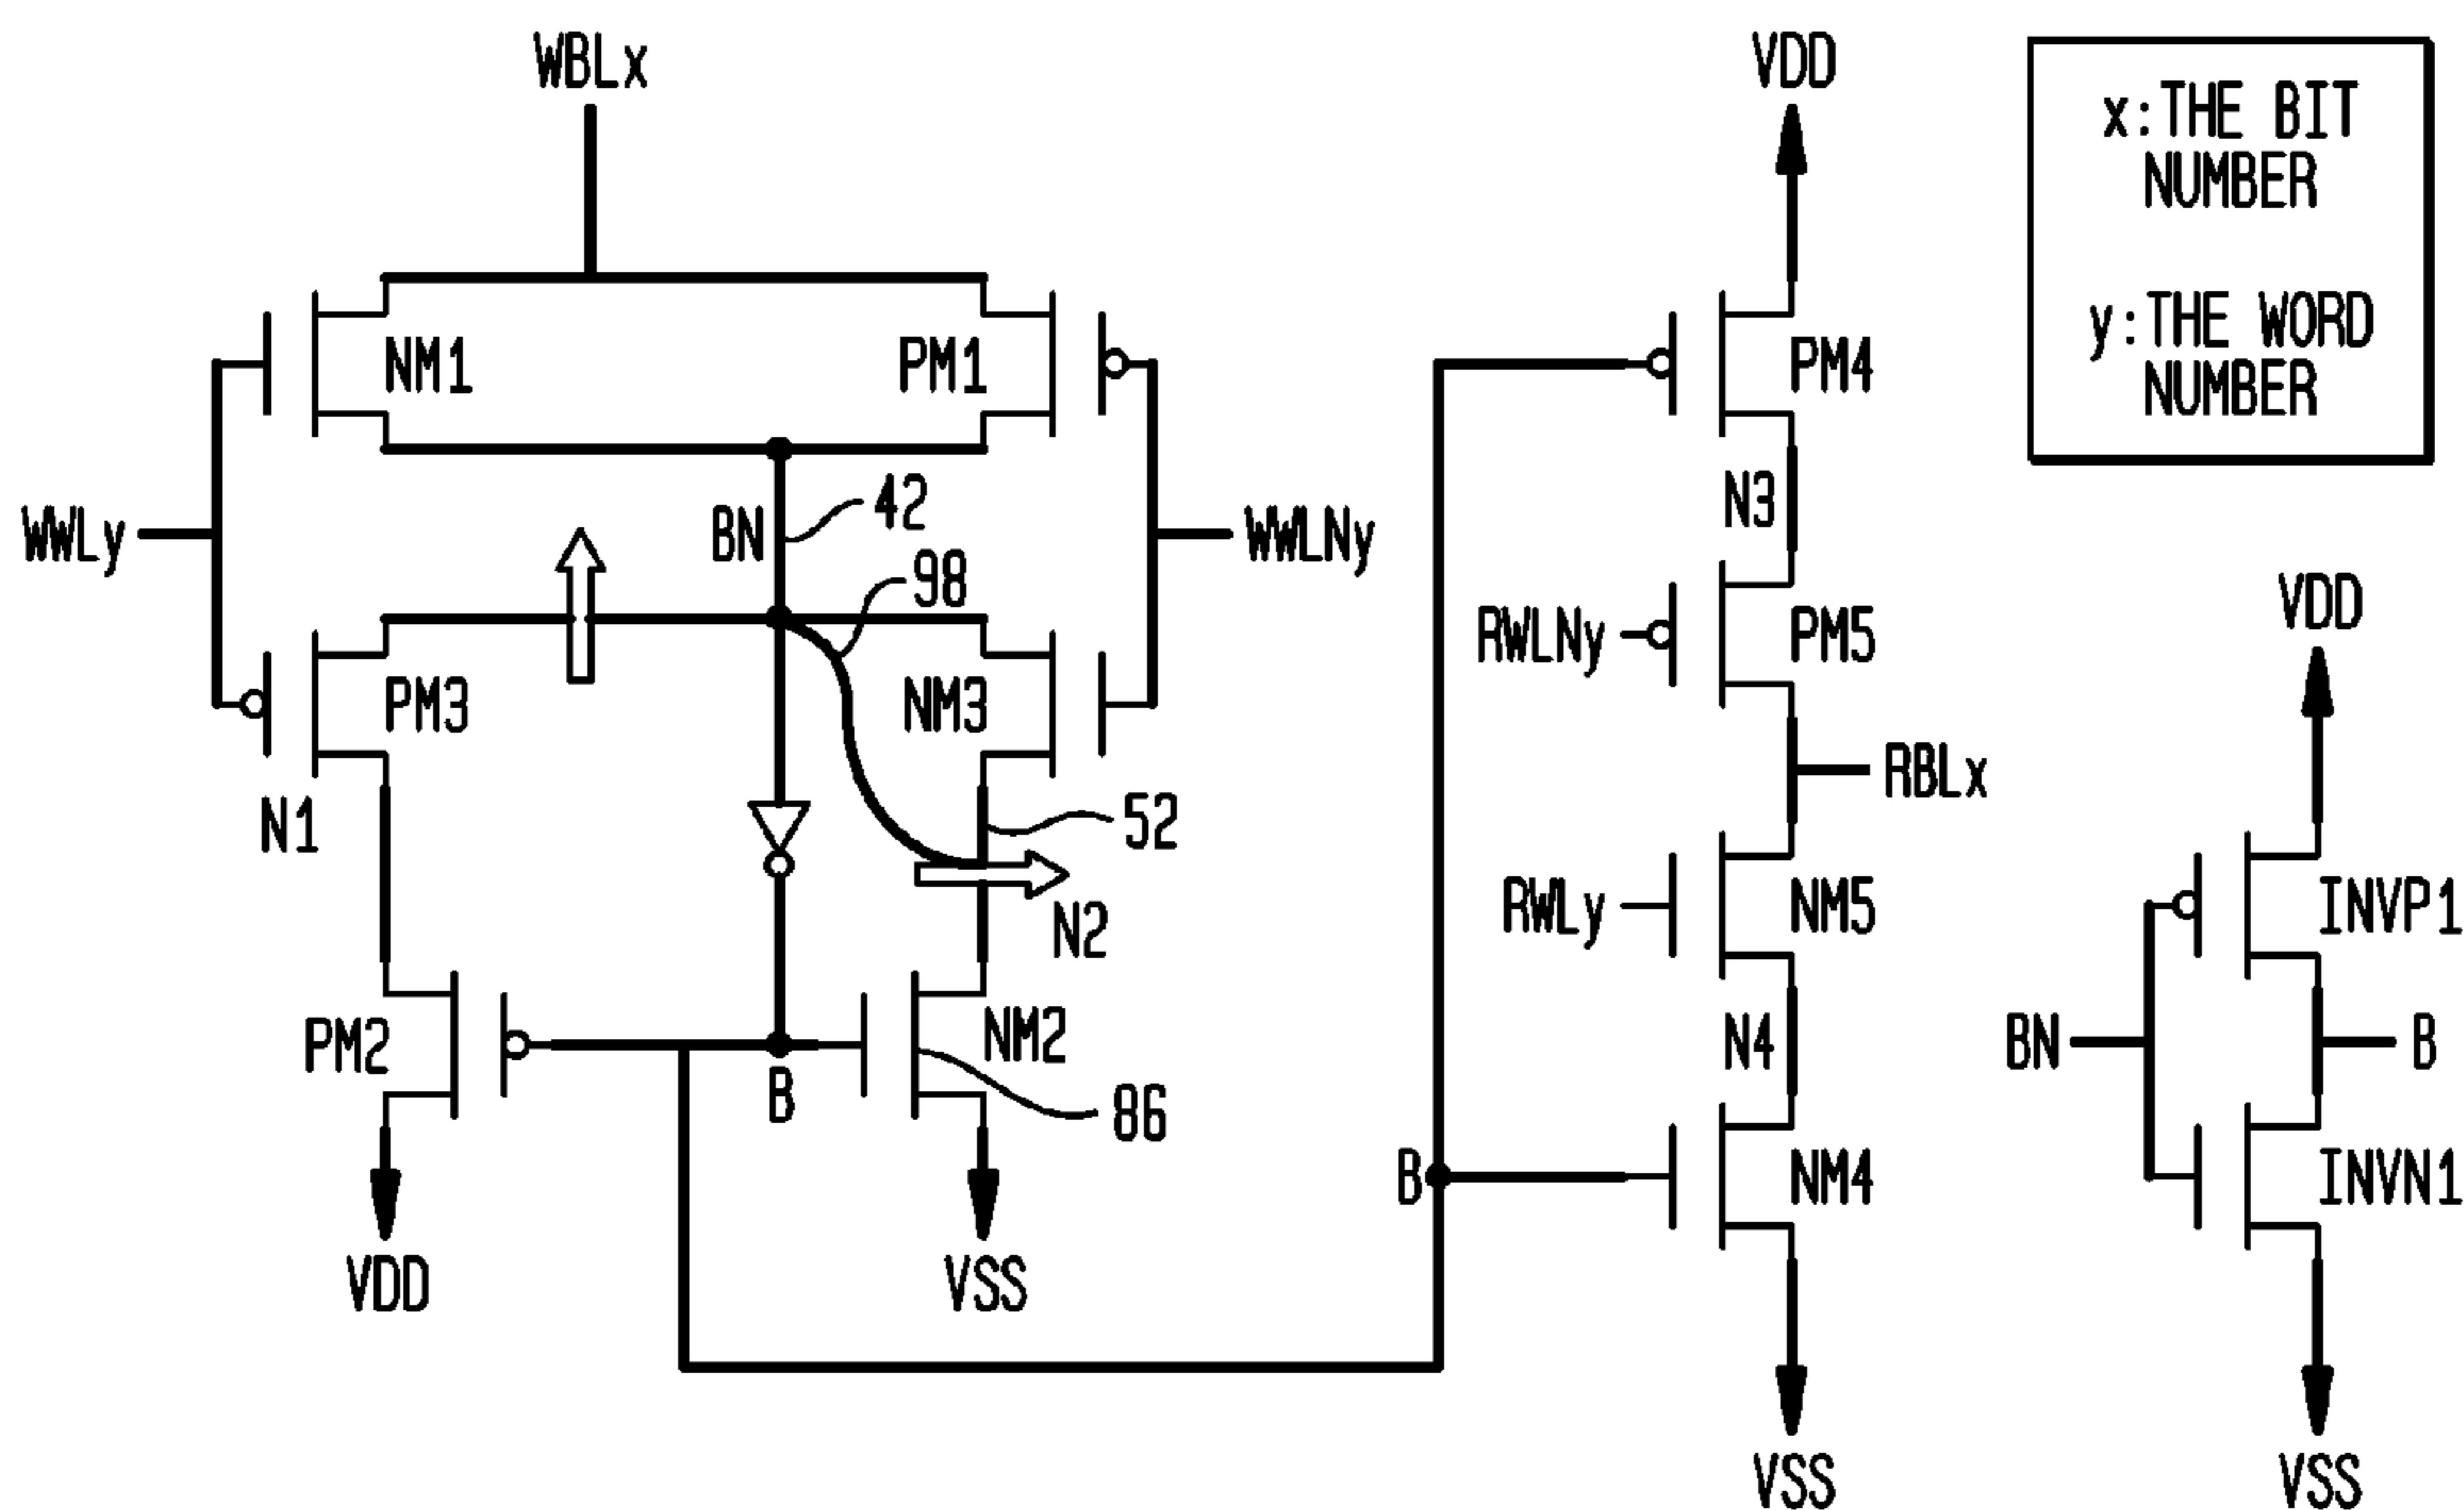 WBLx
VDD
x:THE BIT
NUMBER
y:THE WORD
NUMBER
NM1
PM1
PM4
WWLy
BN
42
WWLNy
N3
98
RWLNy
PM5
VDD
PM3
NM3
RBLx
N1
52
RWLy
NM5
INVP1
N2
PM2
NM2
N4
BN
B
B
86
B
NM4
INVN1
VDD
VSS
VSS
VSS